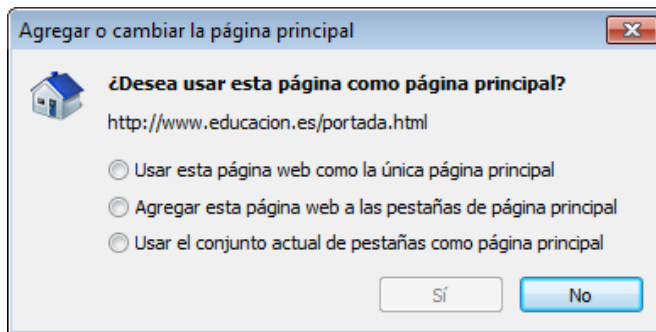 Agregar o cambiar la página principal
¿Desea usar esta página como página principal?
http://www.educacion.es/portada.html
Usar esta página web como la única página principal
Agregar esta página web a las pestañas de página principal
Usar el conjunto actual de pestañas como página principal
Sí No